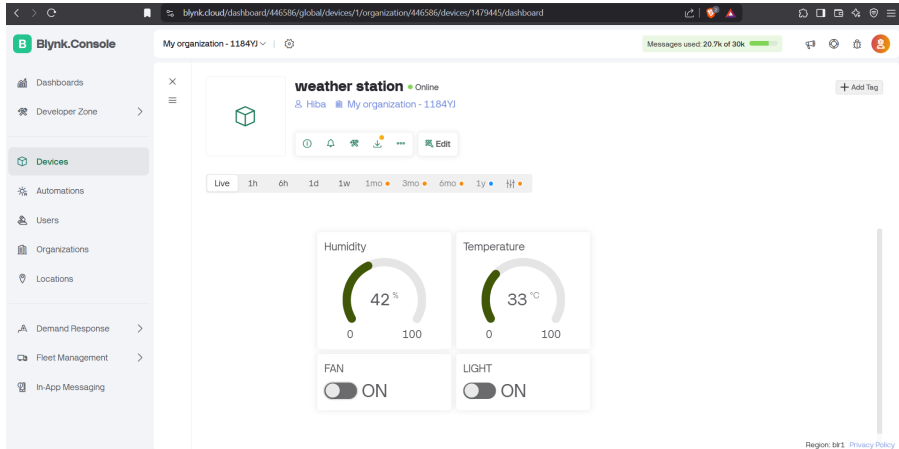 blynk.cloud/dashboard/446586/global/devices/1/organization/446586/devices/1479445/dashboard
B Blynk.Console
My organization - 1184YJ
Messages used: 20.7k of 30k
Dashboards
Developer Zone
Devices
Automations
Users
Organizations
Locations
Demand Response
Fleet Management
In-App Messaging
weather station Online
Hiba My organization - 1184YJ
Add Tag
Edit
Live 1h 6h 1d 1w 1mo 3mo 6mo 1y
Humidity
42 %
0 100
Temperature
33 °C
0 100
FAN
ON
LIGHT
ON
Region: blr1 Privacy Policy